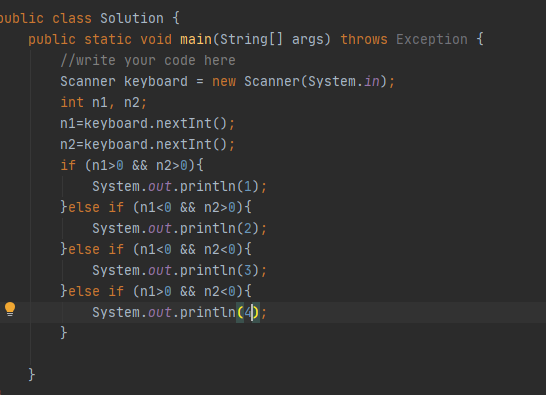 public class Solution {
    public static void main(String[] args) throws Exception {
        //write your code here
        Scanner keyboard = new Scanner(System.in);
        int n1, n2;
        n1=keyboard.nextInt();
        n2=keyboard.nextInt();
        if (n1>0 && n2>0){
            System.out.println(1);
        }else if (n1<0 && n2>0){
            System.out.println(2);
        }else if (n1<0 && n2<0){
            System.out.println(3);
        }else if (n1>0 && n2<0){
            System.out.println(4);
        }
    }